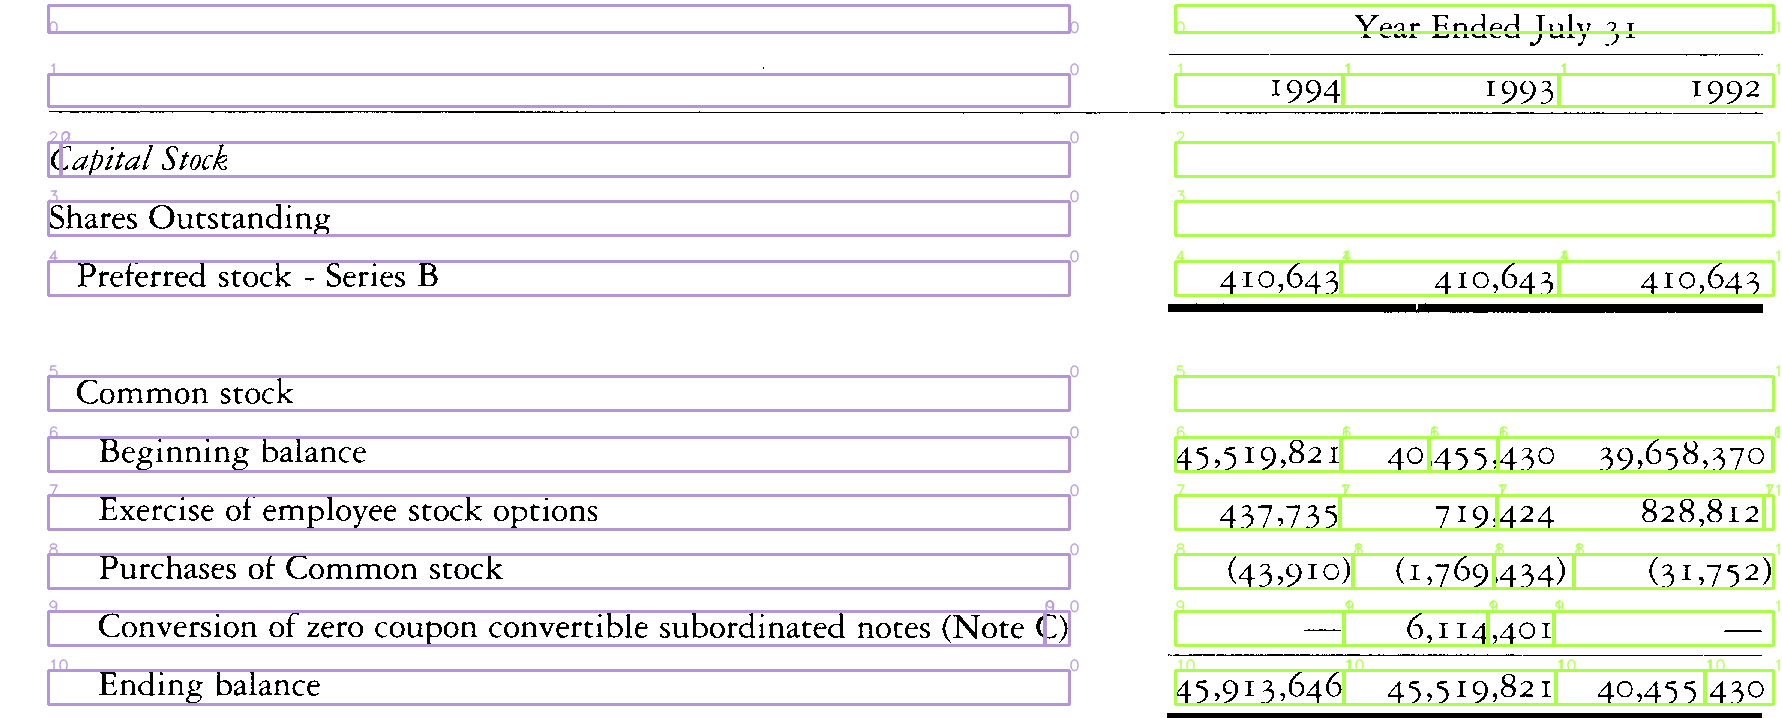 Year Ended July 31
1994 1993 1992
Capital Stock
Shares Outstanding
Preferred stock - Series B 410,643 410,643 410,643
Common stock
Beginning balance 45,519,821 40,455,430 39,658,370
Exercise of employee stock options 437,735 719,424 828,812
Purchases of Common stock (43,910) (1,769,434) (31,752)
Conversion of zero coupon convertible subordinated notes (Note C) — 6,114,401 —
Ending balance 45,913,646 45,519,821 40,455,430